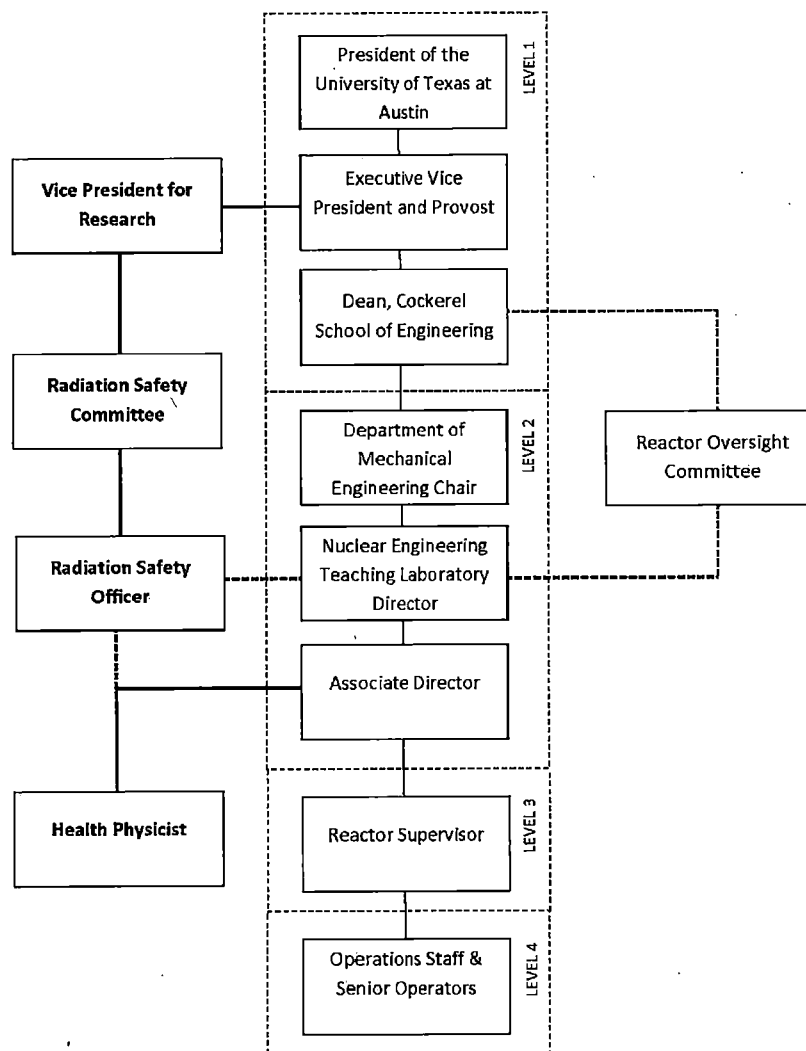 LEVEL 1
President of the
University of Texas at
Austin
Executive Vice
President and Provost
Vice President for
Research
Dean, Cockerel
School of Engineering
Radiation Safety
Committee
LEVEL 2
Department of
Mechanical
Engineering Chair
Reactor Oversight
Committee
Nuclear Engineering
Teaching Laboratory
Director
Radiation Safety
Officer
Associate Director
LEVEL 3
Health Physicist
Reactor Supervisor
LEVEL 4
Operations Staff &
Senior Operators